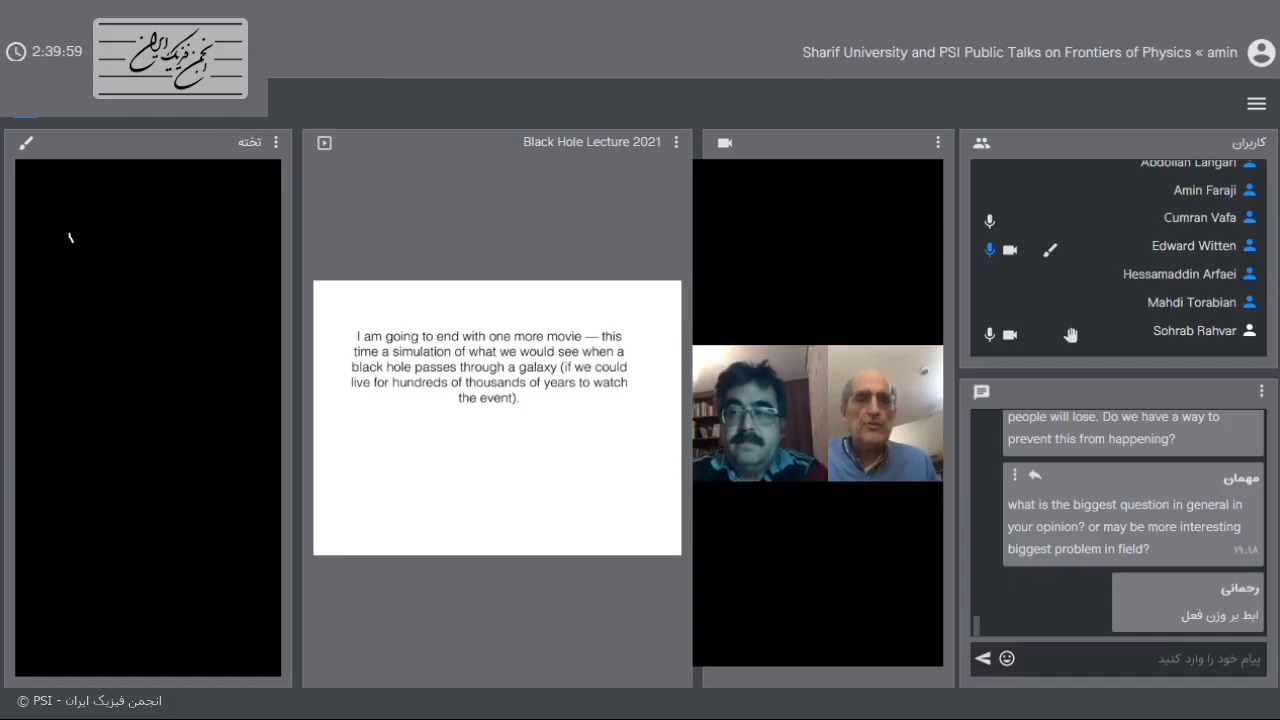 2:39:59
انجمن فیزیک ایران
Sharif University and PSI Public Talks on Frontiers of Physics « amin
تخته
Black Hole Lecture 2021
I am going to end with one more movie — this
time a simulation of what we would see when a
black hole passes through a galaxy (if we could
live for hundreds of thousands of years to watch
the event).
کاربران
Abdollah Langari
Amin Faraji
Cumran Vafa
Edward Witten
Hessamaddin Arfaei
Mahdi Torabian
Sohrab Rahvar
people will lose. Do we have a way to
prevent this from happening?
مهمان
what is the biggest question in general in
your opinion? or may be more interesting
biggest problem in field?
۱۹:۱۸
رحمانی
ابط بر وزن فعل
پیام خود را وارد کنید
© PSI - انجمن فیزیک ایران